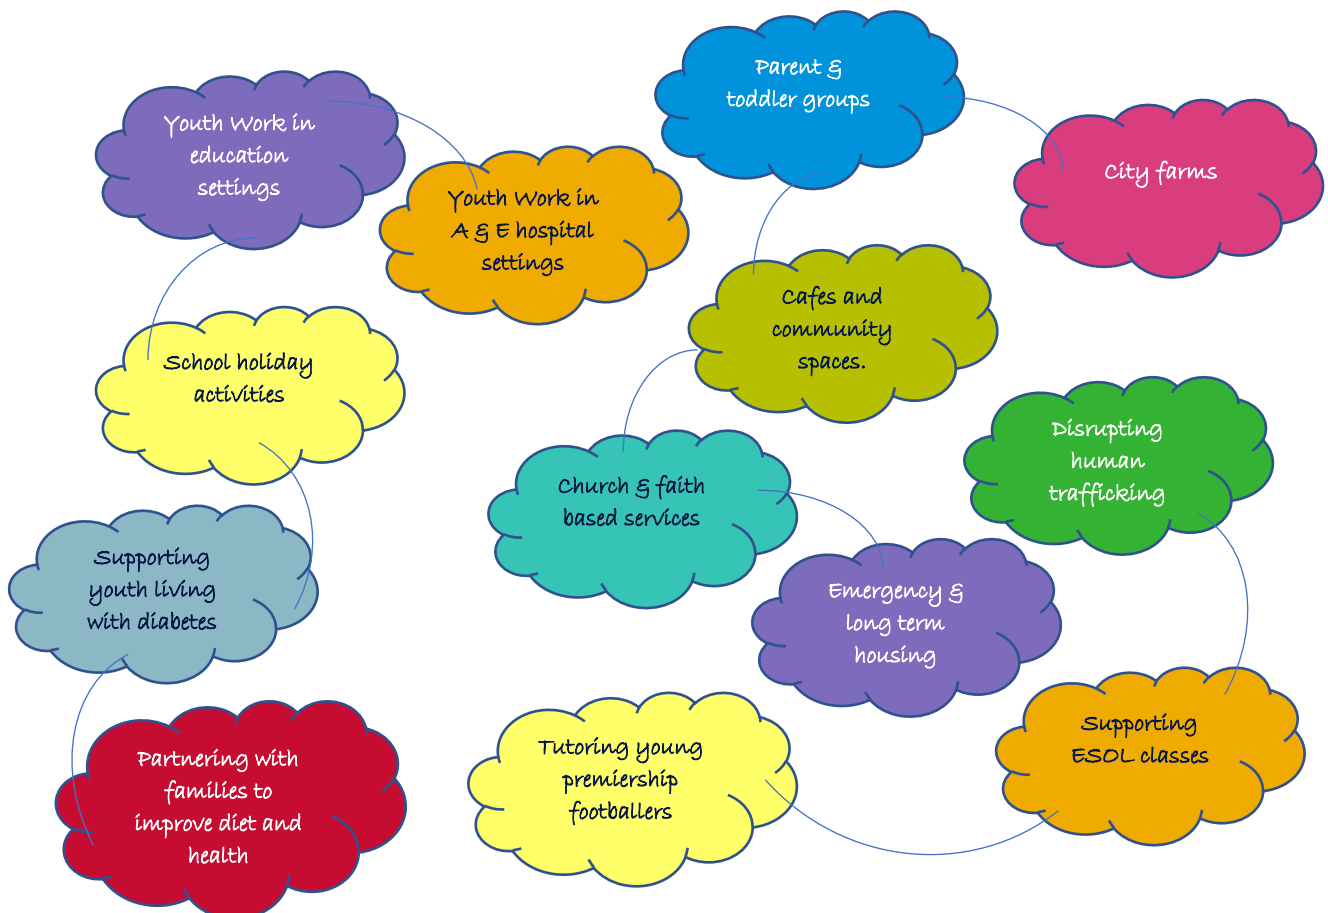 Parent &
toddler groups
Youth Work in
education
settings
City farms
Youth Work in
A & E hospital
settings
Cafes and
community
spaces.
School holiday
activities
Disrupting
human
trafficking
Church & faith
based services
Supporting
youth living
with diabetes
Emergency &
long term
housing
Supporting
ESOL classes
Tutoring young
premiership
footballers
Partnering with
families to
improve diet and
health